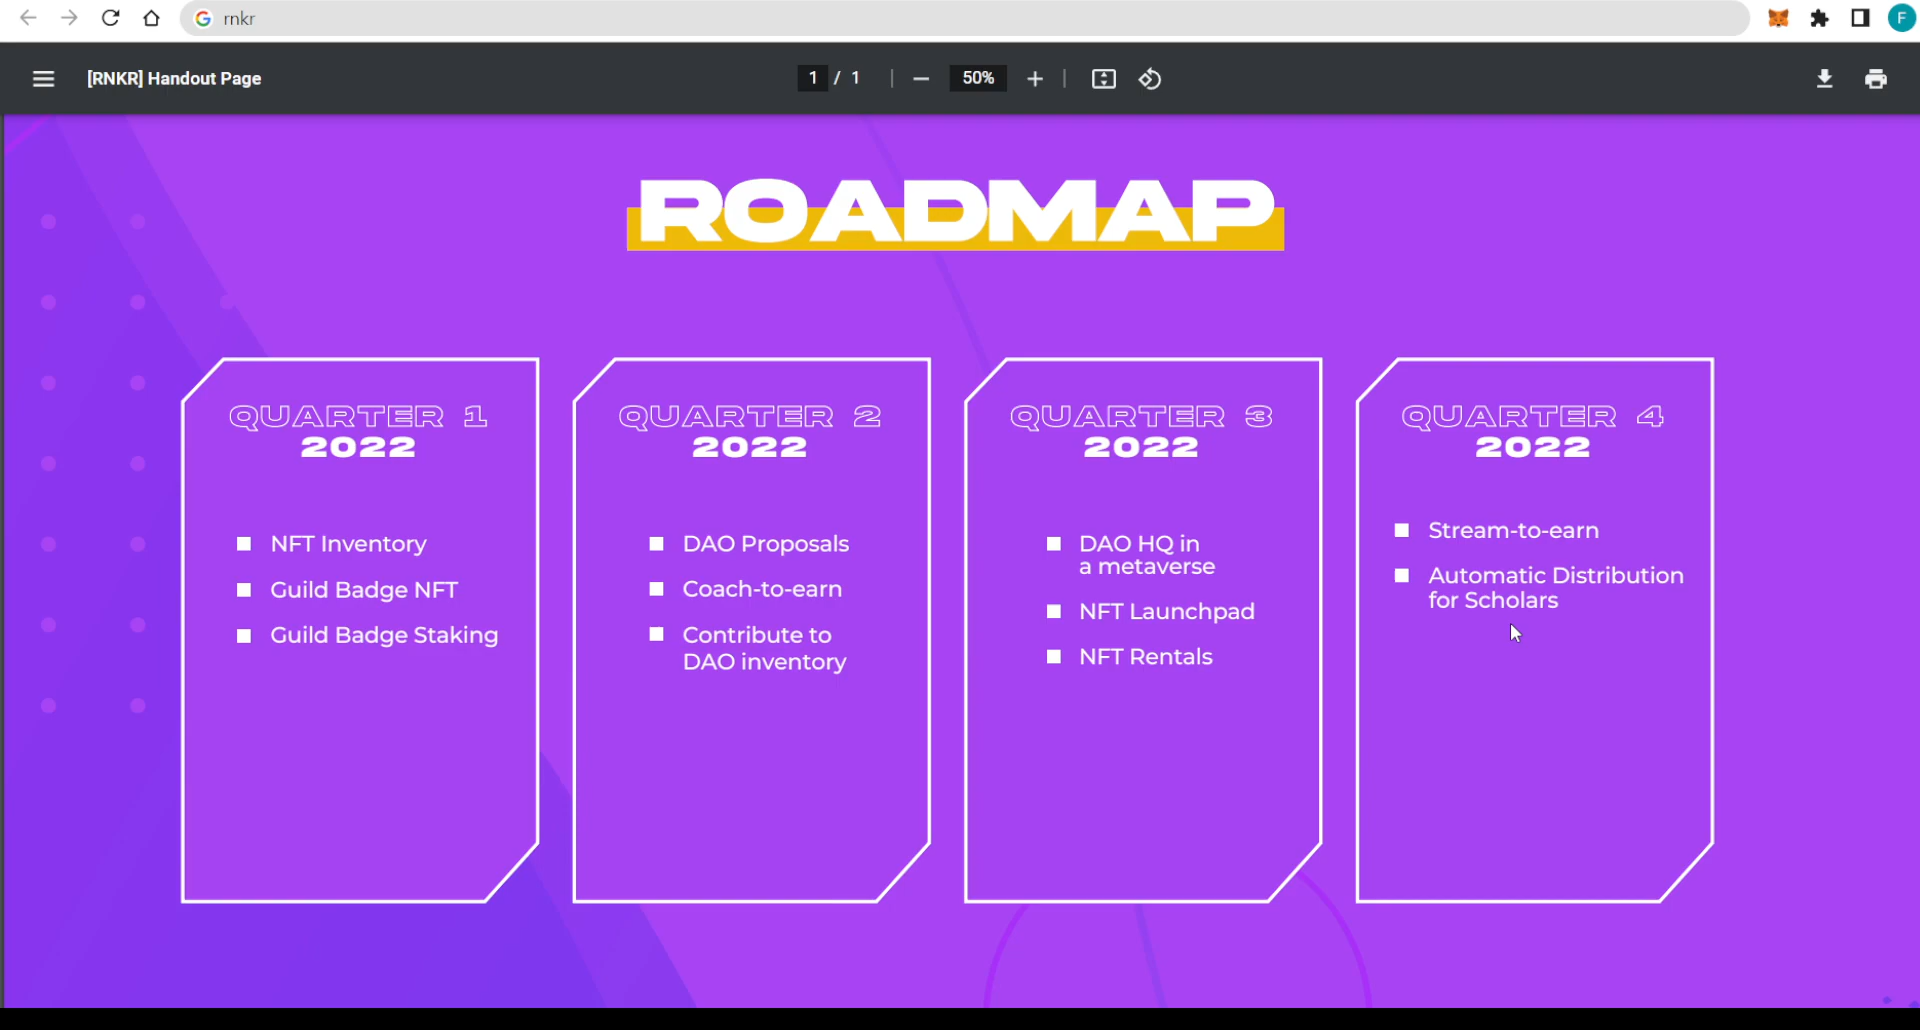 rnkr
F
[RNKR] Handout Page
1 / 1
50%
ROADMAP
QUARTER 1
2022
NFT Inventory
Guild Badge NFT
Guild Badge Staking
QUARTER 2
2022
DAO Proposals
Coach-to-earn
Contribute to
DAO inventory
QUARTER 3
2022
DAO HQ in
a metaverse
NFT Launchpad
NFT Rentals
QUARTER 4
2022
Stream-to-earn
Automatic Distribution
for Scholars